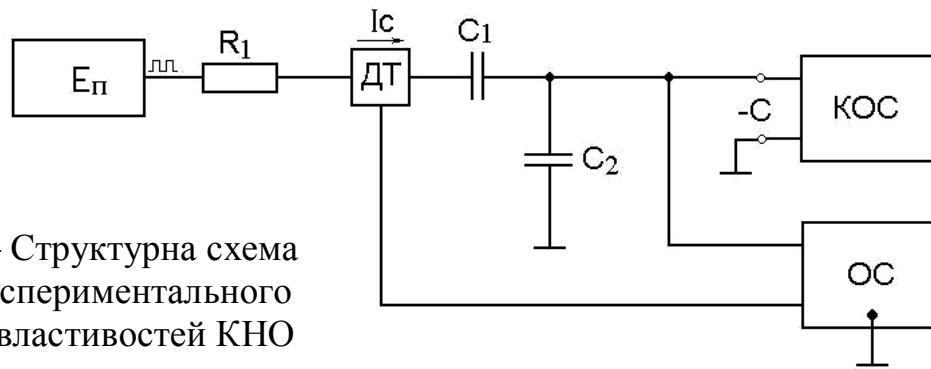 Ic
C1
R1
Eп
ДТ
-C
КОС
C2
- Структурна схема
спериментального
властивостей КНО
ОС